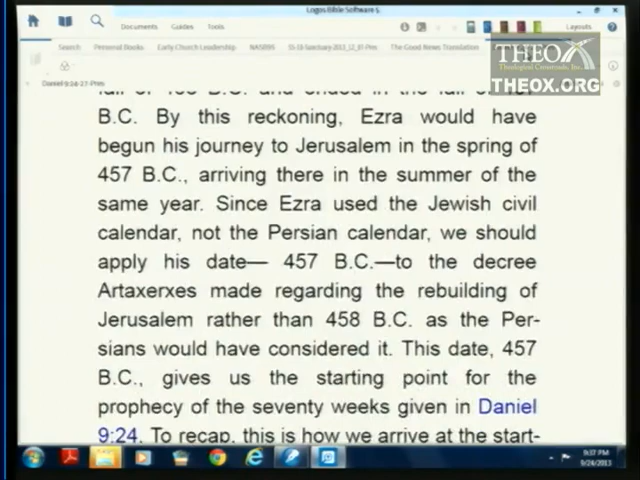 Logos Bible Software 5
Documents Guides Tools
Layouts
Search Personal Books Early Church Leadership NASB95 The Good News Translation
THEOX
THEOX.ORG
Daniel 9:24-27-Pres
B.C. By this reckoning, Ezra would have
begun his journey to Jerusalem in the spring of
457 B.C., arriving there in the summer of the
same year. Since Ezra used the Jewish civil
calendar, not the Persian calendar, we should
apply his date— 457 B.C.—to the decree
Artaxerxes made regarding the rebuilding of
Jerusalem rather than 458 B.C. as the Per-
sians would have considered it. This date, 457
B.C., gives us the starting point for the
prophecy of the seventy weeks given in Daniel
9:24. To recap, this is how we arrive at the start-
9:37 PM
9/24/2013